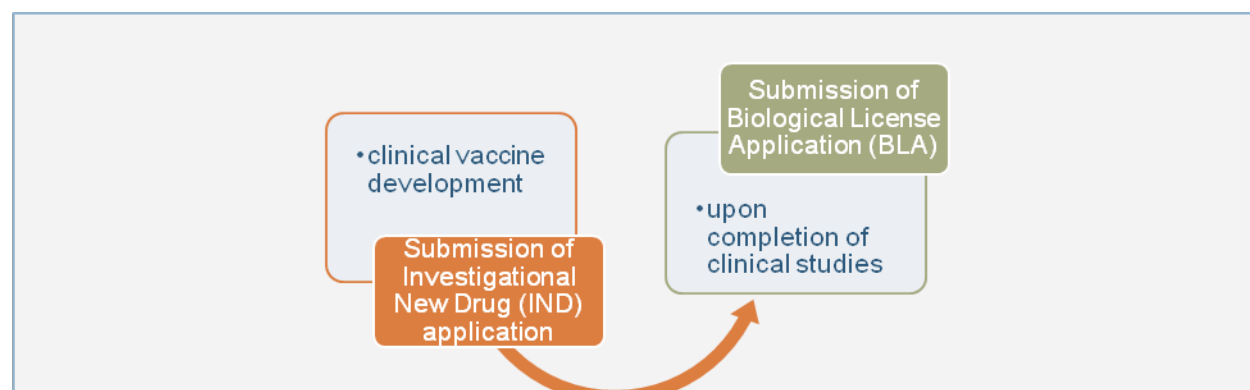 •clinical vaccine
development
Submission of
Investigational
New Drug (IND)
application
Submission of
Biological License
Application (BLA)
•upon
completion of
clinical studies